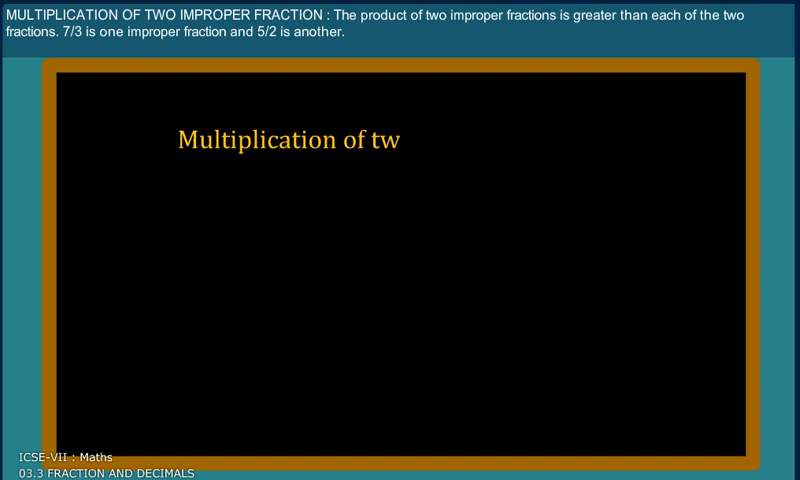 MULTIPLICATION OF TWO IMPROPER FRACTION : The product of two improper fractions is greater than each of the two
fractions. 7/3 is one improper fraction and 5/2 is another.
Multiplication of tw
ICSE-VII : Maths
03.3 FRACTION AND DECIMALS